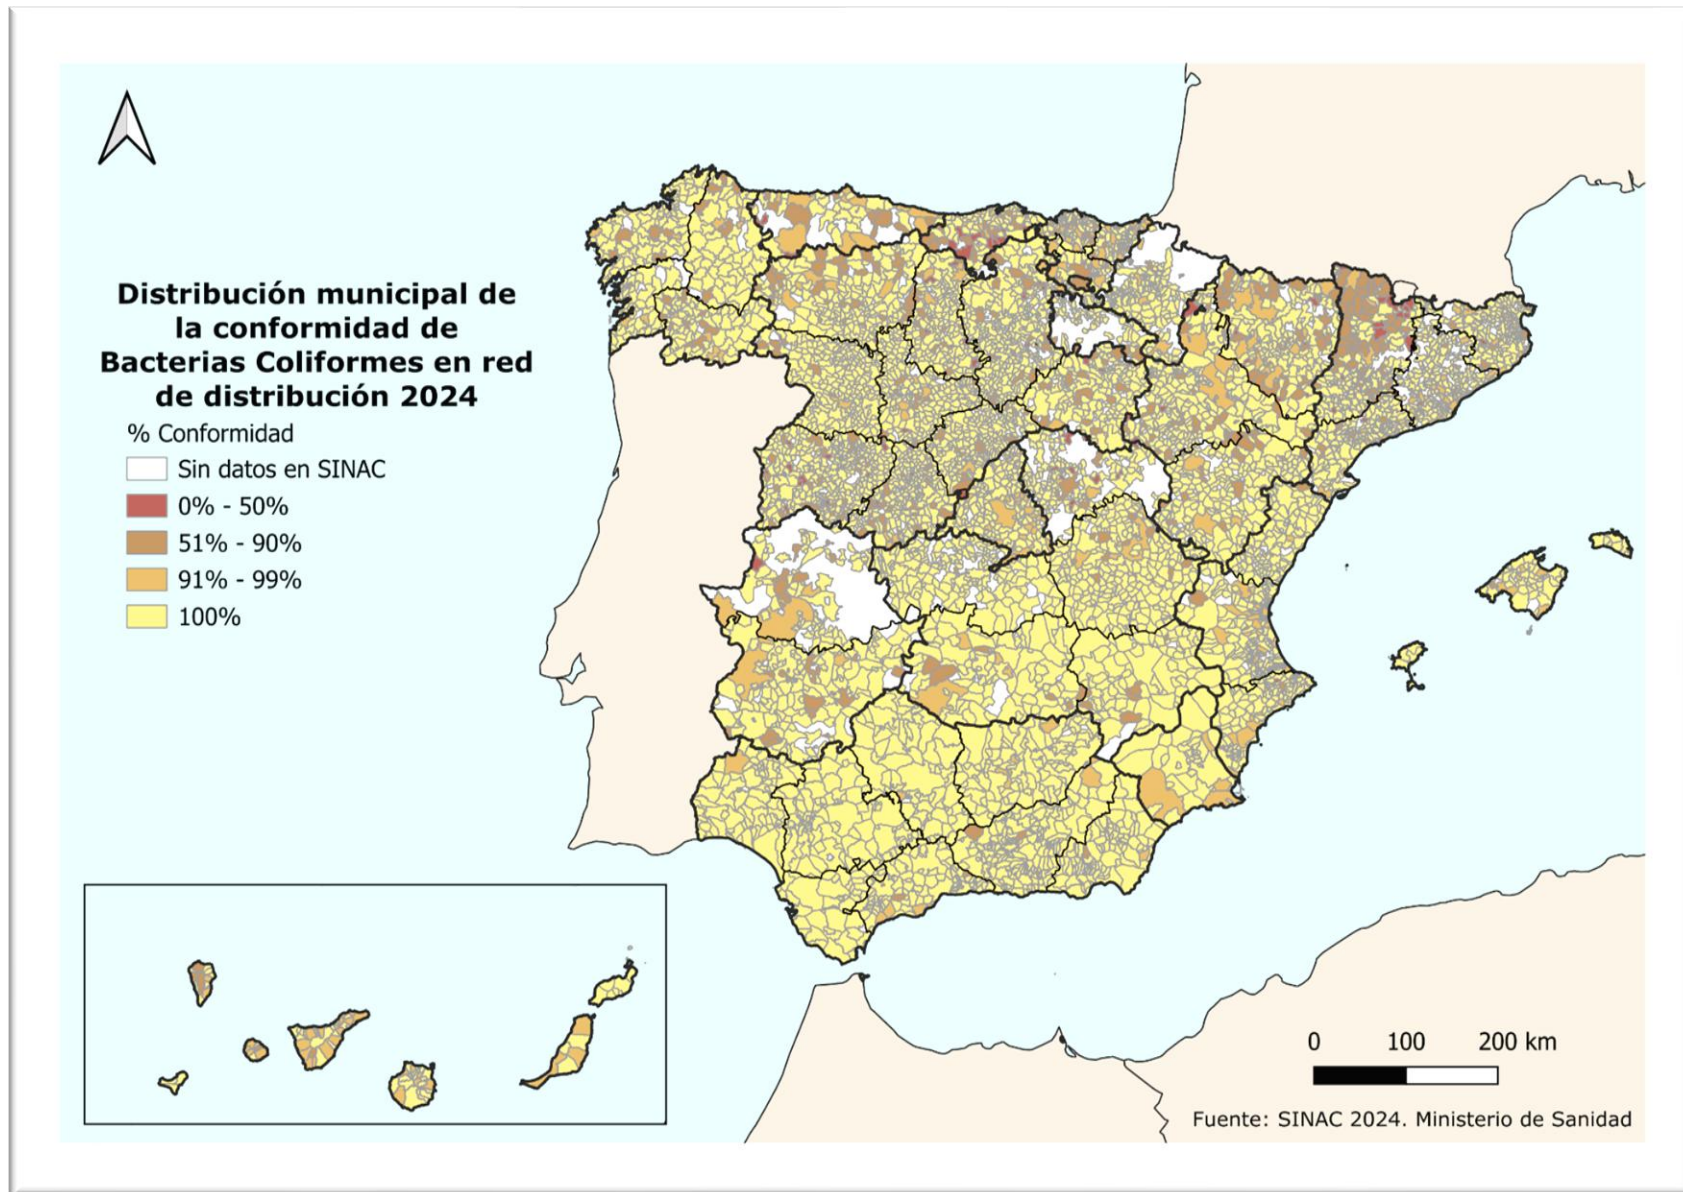 Distribución municipal de
la conformidad de
Bacterias Coliformes en red
de distribución 2024
% Conformidad
Sin datos en SINAC
0% - 50%
51% - 90%
91% - 99%
100%
0 100 200 km
Fuente: SINAC 2024. Ministerio de Sanidad